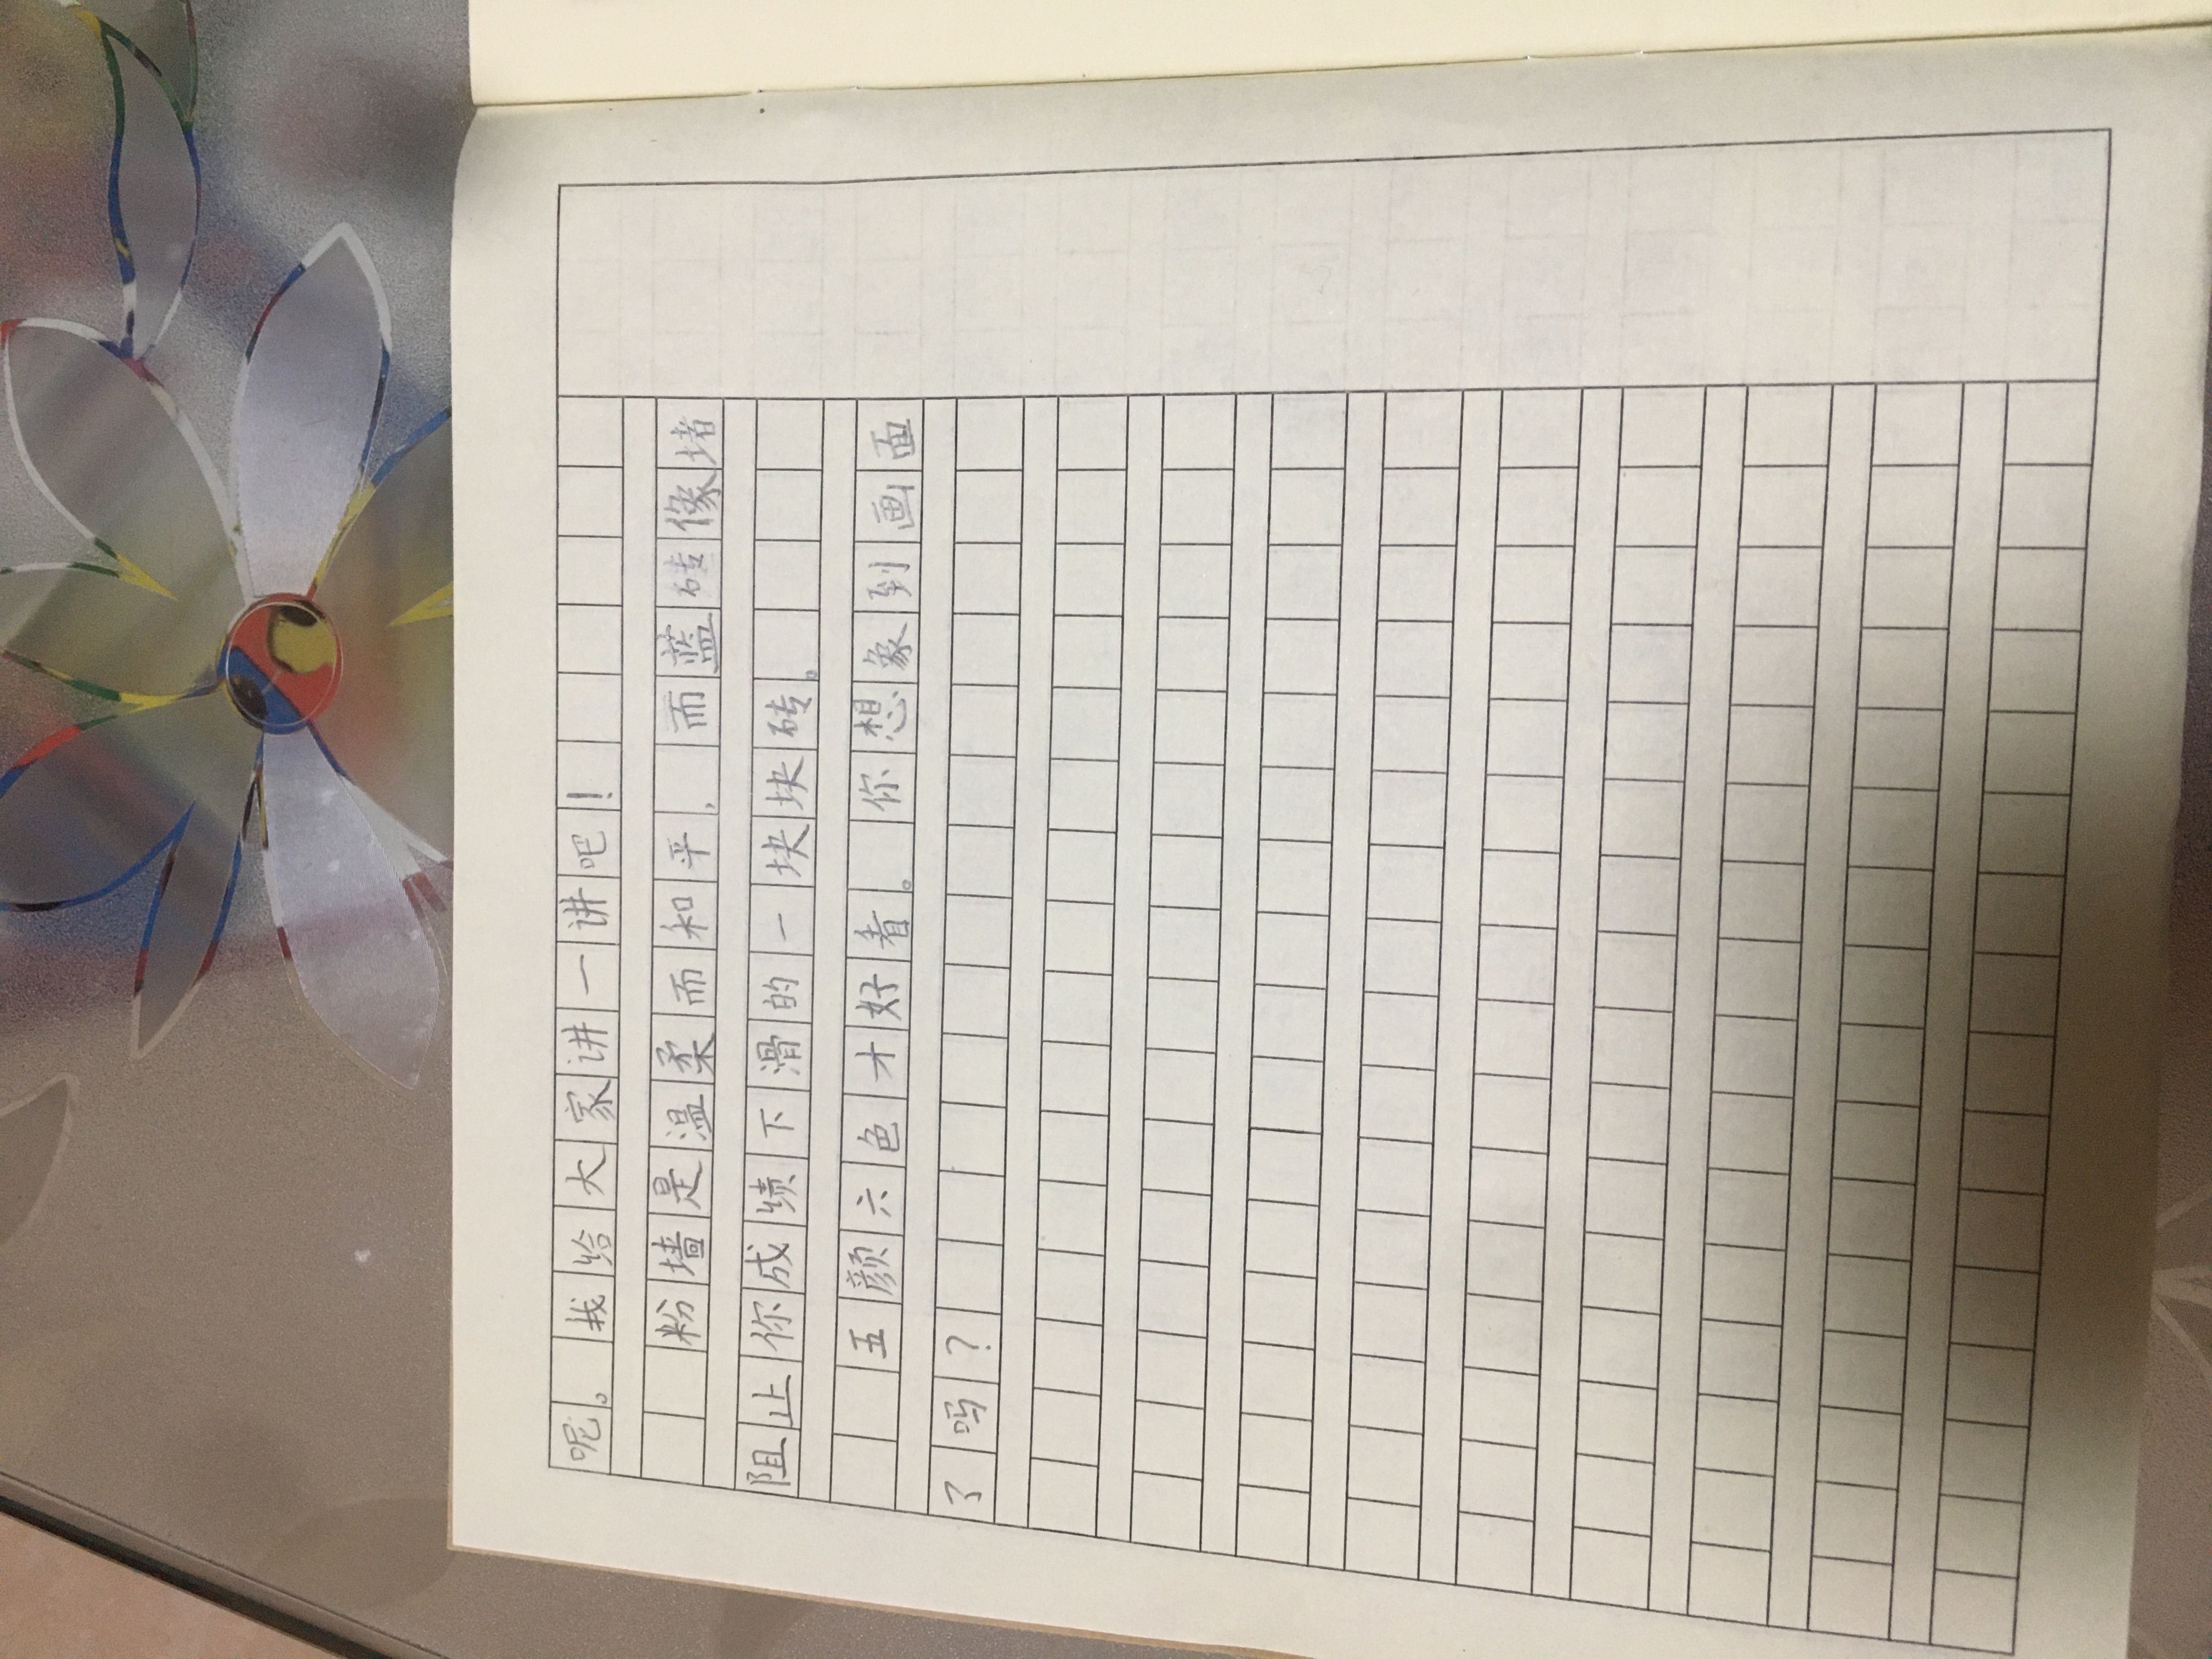 呢。我给大家讲一讲吧！
粉墙是温柔而和平，而蓝砖像堵
阻止你成绩下滑的一块块砖。
五颜六色才好看。你想象到画面
了吗？